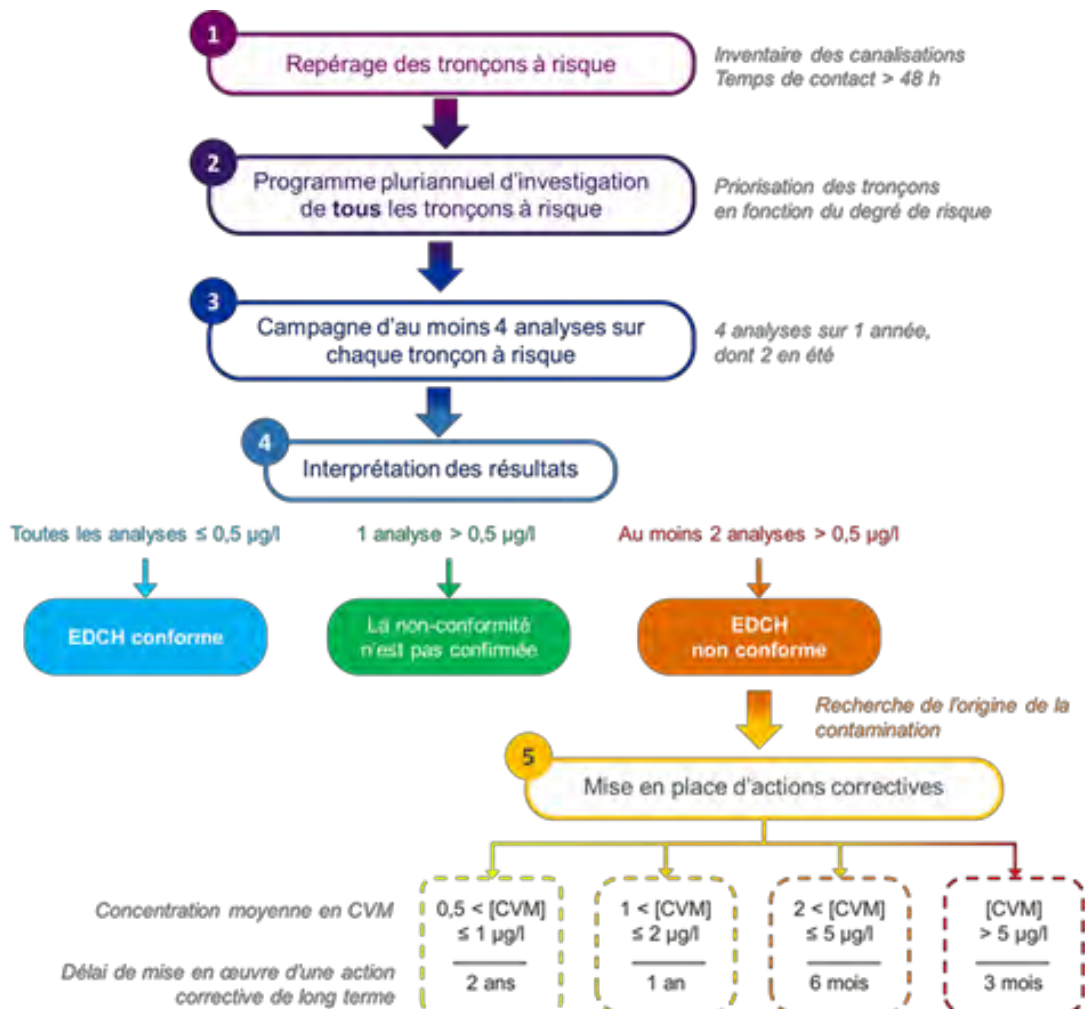 1
Repérage des tronçons à risque
Inventaire des canalisations
Temps de contact > 48 h
2
Programme pluriannuel d'investigation
de tous les tronçons à risque
Priorisation des tronçons
en fonction du degré de risque
3
Campagne d'au moins 4 analyses sur
chaque tronçon à risque
4 analyses sur 1 année,
dont 2 en été
4
Interprétation des résultats
Toutes les analyses ≤ 0,5 µg/l
1 analyse > 0,5 µg/l
Au moins 2 analyses > 0,5 µg/l
EDCH conforme
La non-conformité
n'est pas confirmée
EDCH
non conforme
Recherche de l'origine de la
contamination
5
Mise en place d'actions correctives
Concentration moyenne en CVM
0,5 < [CVM]
≤ 1 µg/l
1 < [CVM]
≤ 2 µg/l
2 < [CVM]
≤ 5 µg/l
[CVM]
> 5 µg/l
Délai de mise en œuvre d'une action
corrective de long terme
2 ans
1 an
6 mois
3 mois